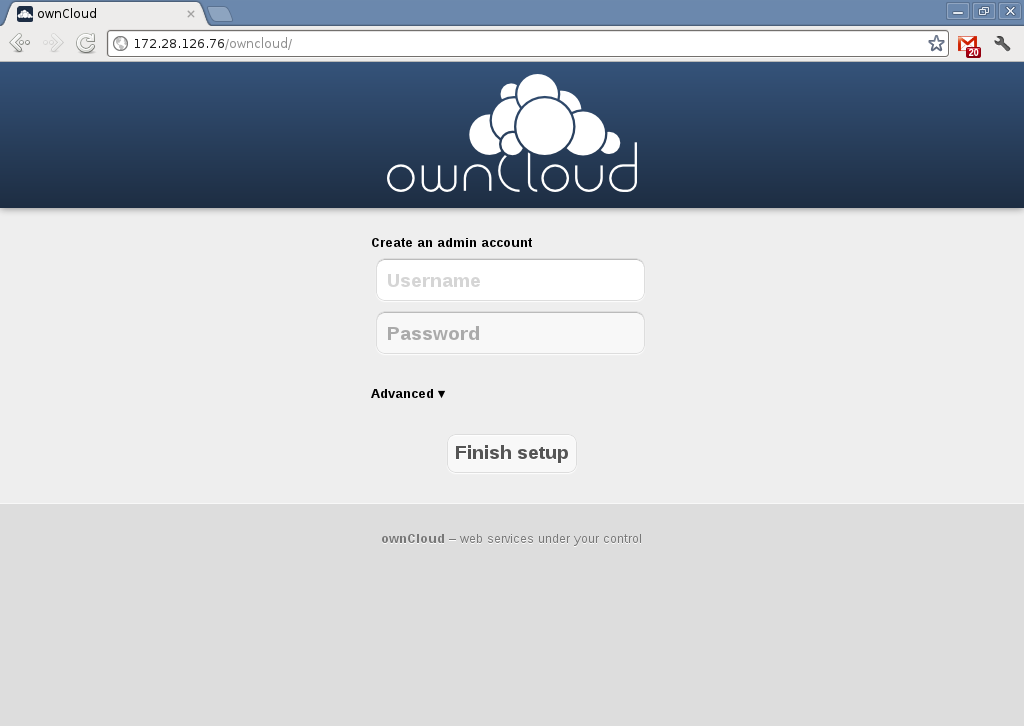 ownCloud
172.28.126.76/owncloud/
20
ownCloud
Create an admin account
Username
Password
Advanced ▾
Finish setup
ownCloud – web services under your control